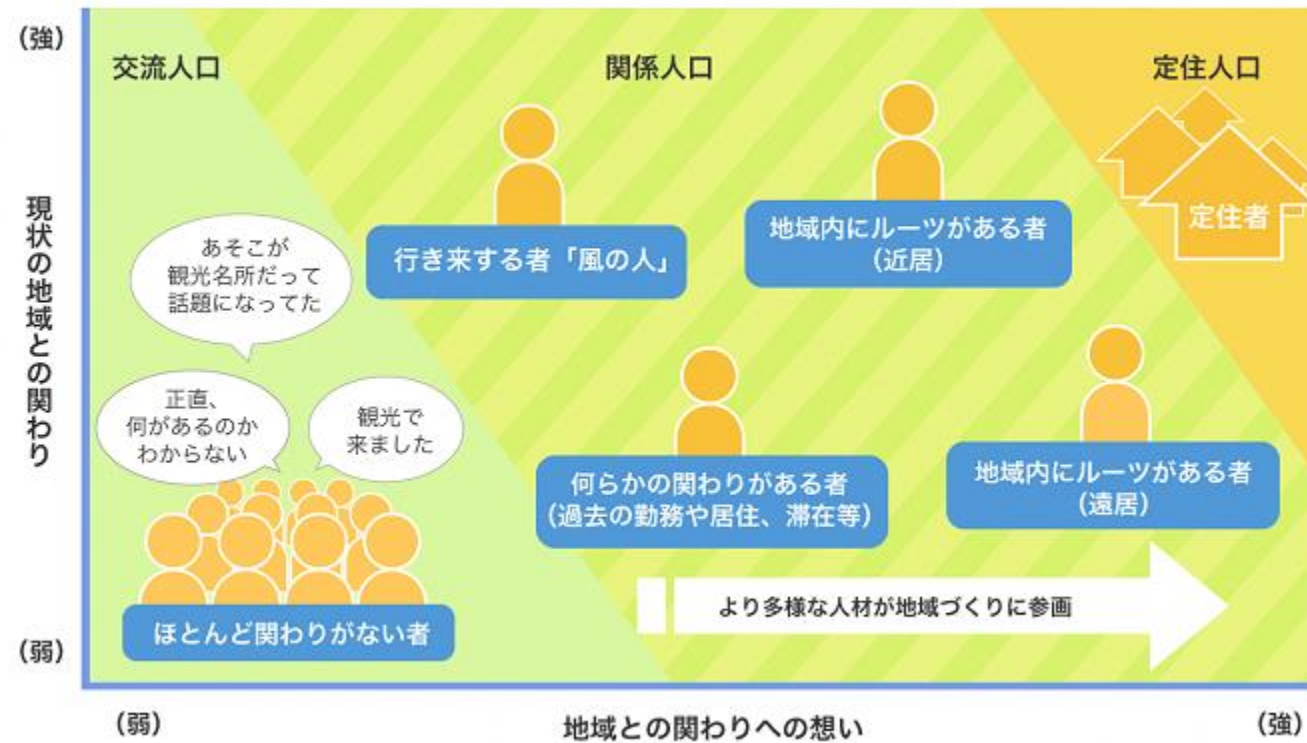 （強）
交流人口
関係人口
定住人口
現状の地域との関わり
定住者
行き来する者「風の人」
地域内にルーツがある者
（近居）
あそこが
観光名所だって
話題になってた
正直、
何があるのか
わからない
観光で
来ました
何らかの関わりがある者
（過去の勤務や居住、滞在等）
地域内にルーツがある者
（遠居）
より多様な人材が地域づくりに参画
ほとんど関わりがない者
（弱）
（弱）
地域との関わりへの想い
（強）